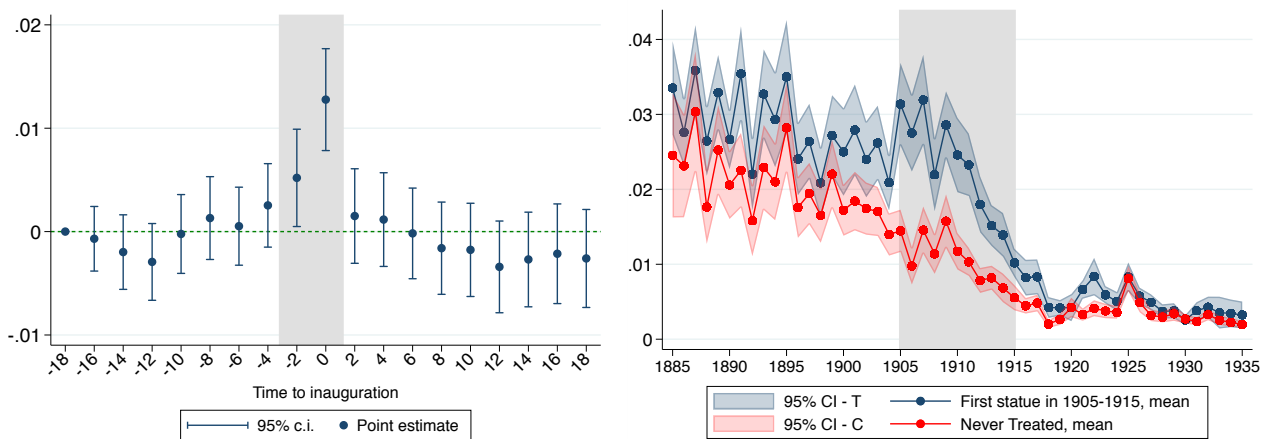 .02
.01
0
-.01
-18 -16 -14 -12 -10 -8 -6 -4 -2 0 2 4 6 8 10 12 14 16 18
Time to inauguration
95% c.i. Point estimate
.04
.03
.02
.01
0
1885 1890 1895 1900 1905 1910 1915 1920 1925 1930 1935
95% CI - T First statue in 1905-1915, mean
95% CI - C Never Treated, mean